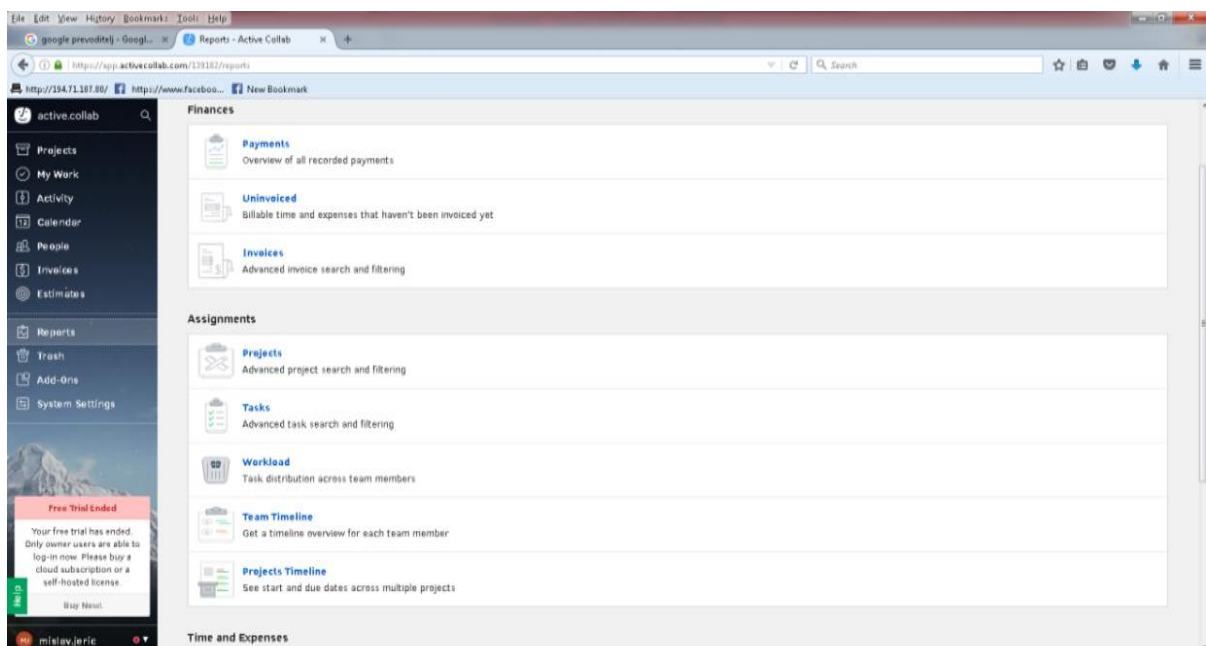 File Edit View History Bookmarks Tools Help
google prevoditelj - Googl...
Reports - Active Collab
https://app.activecollab.com/139182/reports
Search
http://194.71.107.80/
https://www.faceboo...
New Bookmark
active.collab
Projects
My Work
Activity
12
Calendar
People
Invoices
Estimates
Reports
Trash
Add-Ons
System Settings
Free Trial Ended
Your free trial has ended.
Only owner users are able to
log-in now. Please buy a
cloud subscription or a
self-hosted license.
Buy Now!
Help
MJ
mislav.jeric
Finances
Payments
Overview of all recorded payments
Uninvoiced
Billable time and expenses that haven't been invoiced yet
Invoices
Advanced invoice search and filtering
Assignments
Projects
Advanced project search and filtering
Tasks
Advanced task search and filtering
Workload
Task distribution across team members
Team Timeline
Get a timeline overview for each team member
Projects Timeline
See start and due dates across multiple projects
Time and Expenses